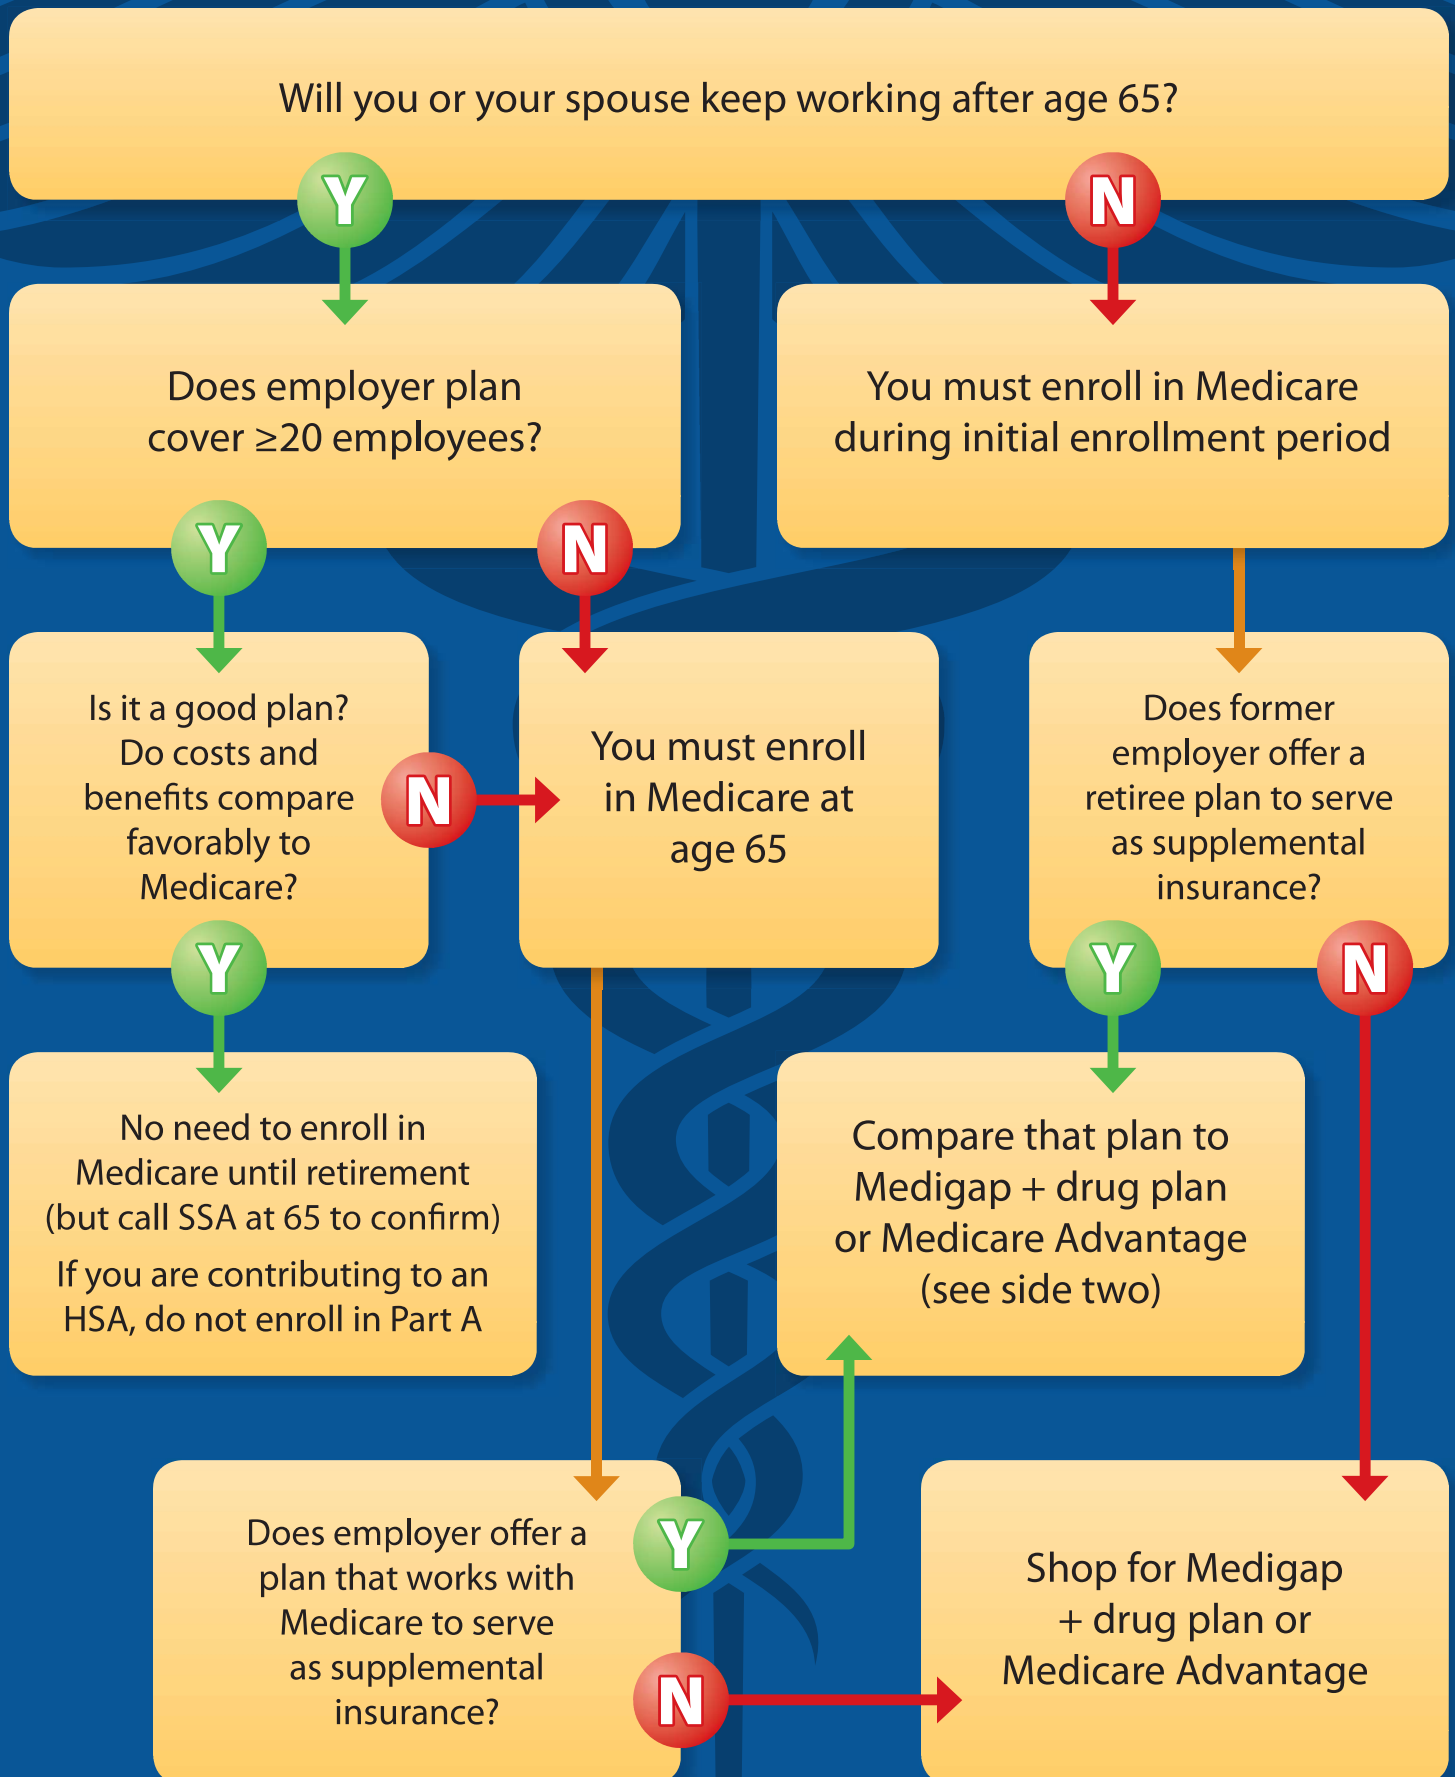 Will you or your spouse keep working after age 65?
Y
N
Does employer plan
cover ≥20 employees?
Y
N
You must enroll in Medicare
during initial enrollment period
Is it a good plan?
Do costs and
benefits compare
favorably to
Medicare?
N
Y
You must enroll
in Medicare at
age 65
Does former
employer offer a
retiree plan to serve
as supplemental
insurance?
Y
N
No need to enroll in
Medicare until retirement
(but call SSA at 65 to confirm)
If you are contributing to an
HSA, do not enroll in Part A
Compare that plan to
Medigap + drug plan
or Medicare Advantage
(see side two)
Does employer offer a
plan that works with
Medicare to serve
as supplemental
insurance?
Y
N
Shop for Medigap
+ drug plan or
Medicare Advantage